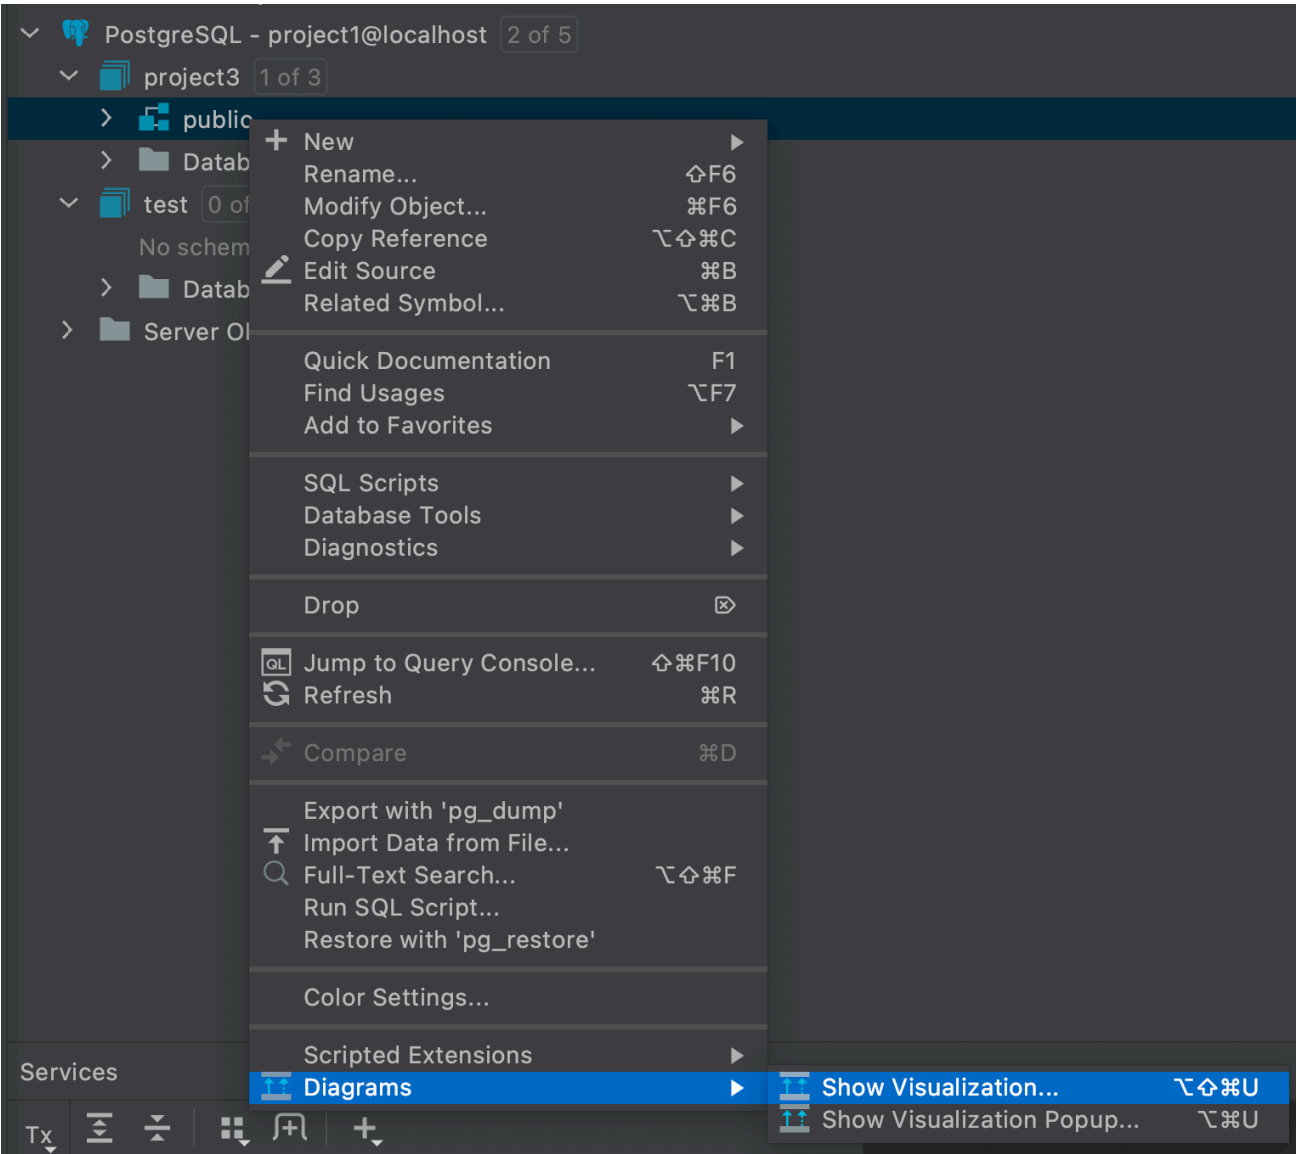 PostgreSQL - project1@localhost 2 of 5
project3 1 of 3
public
New
Rename... ⇧F6
Modify Object... ⌘F6
Copy Reference ⌥⇧⌘C
Edit Source ⌘B
Related Symbol... ⌥⌘B
Datab
test 0 of
No schem
Datab
Server Ob
Quick Documentation F1
Find Usages ⌥F7
Add to Favorites
SQL Scripts
Database Tools
Diagnostics
Drop ⌦
QL Jump to Query Console... ⇧⌘F10
Refresh ⌘R
Compare ⌘D
Export with 'pg_dump'
Import Data from File...
Full-Text Search... ⌥⇧⌘F
Run SQL Script...
Restore with 'pg_restore'
Color Settings...
Scripted Extensions
Diagrams
Show Visualization... ⌥⇧⌘U
Show Visualization Popup... ⌥⌘U
Services
Tx